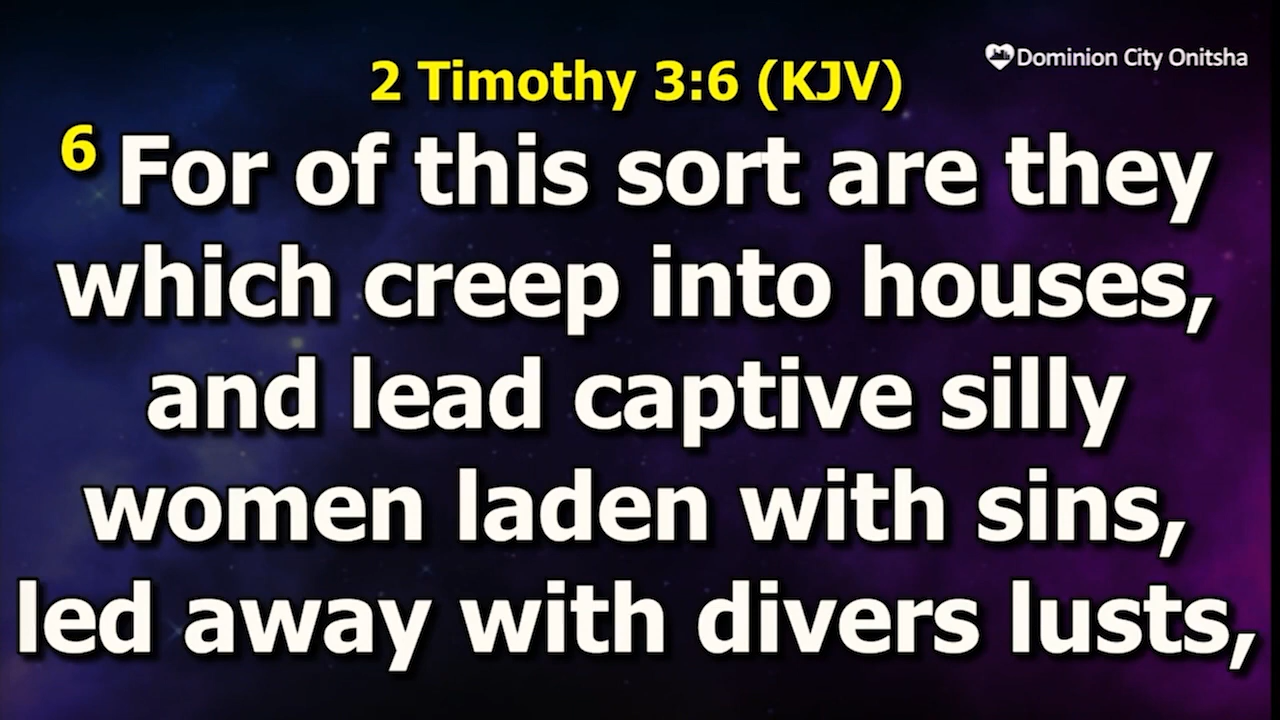 Dominion City Onitsha
2 Timothy 3:6 (KJV)
6 For of this sort are they
which creep into houses,
and lead captive silly
women laden with sins,
led away with divers lusts,